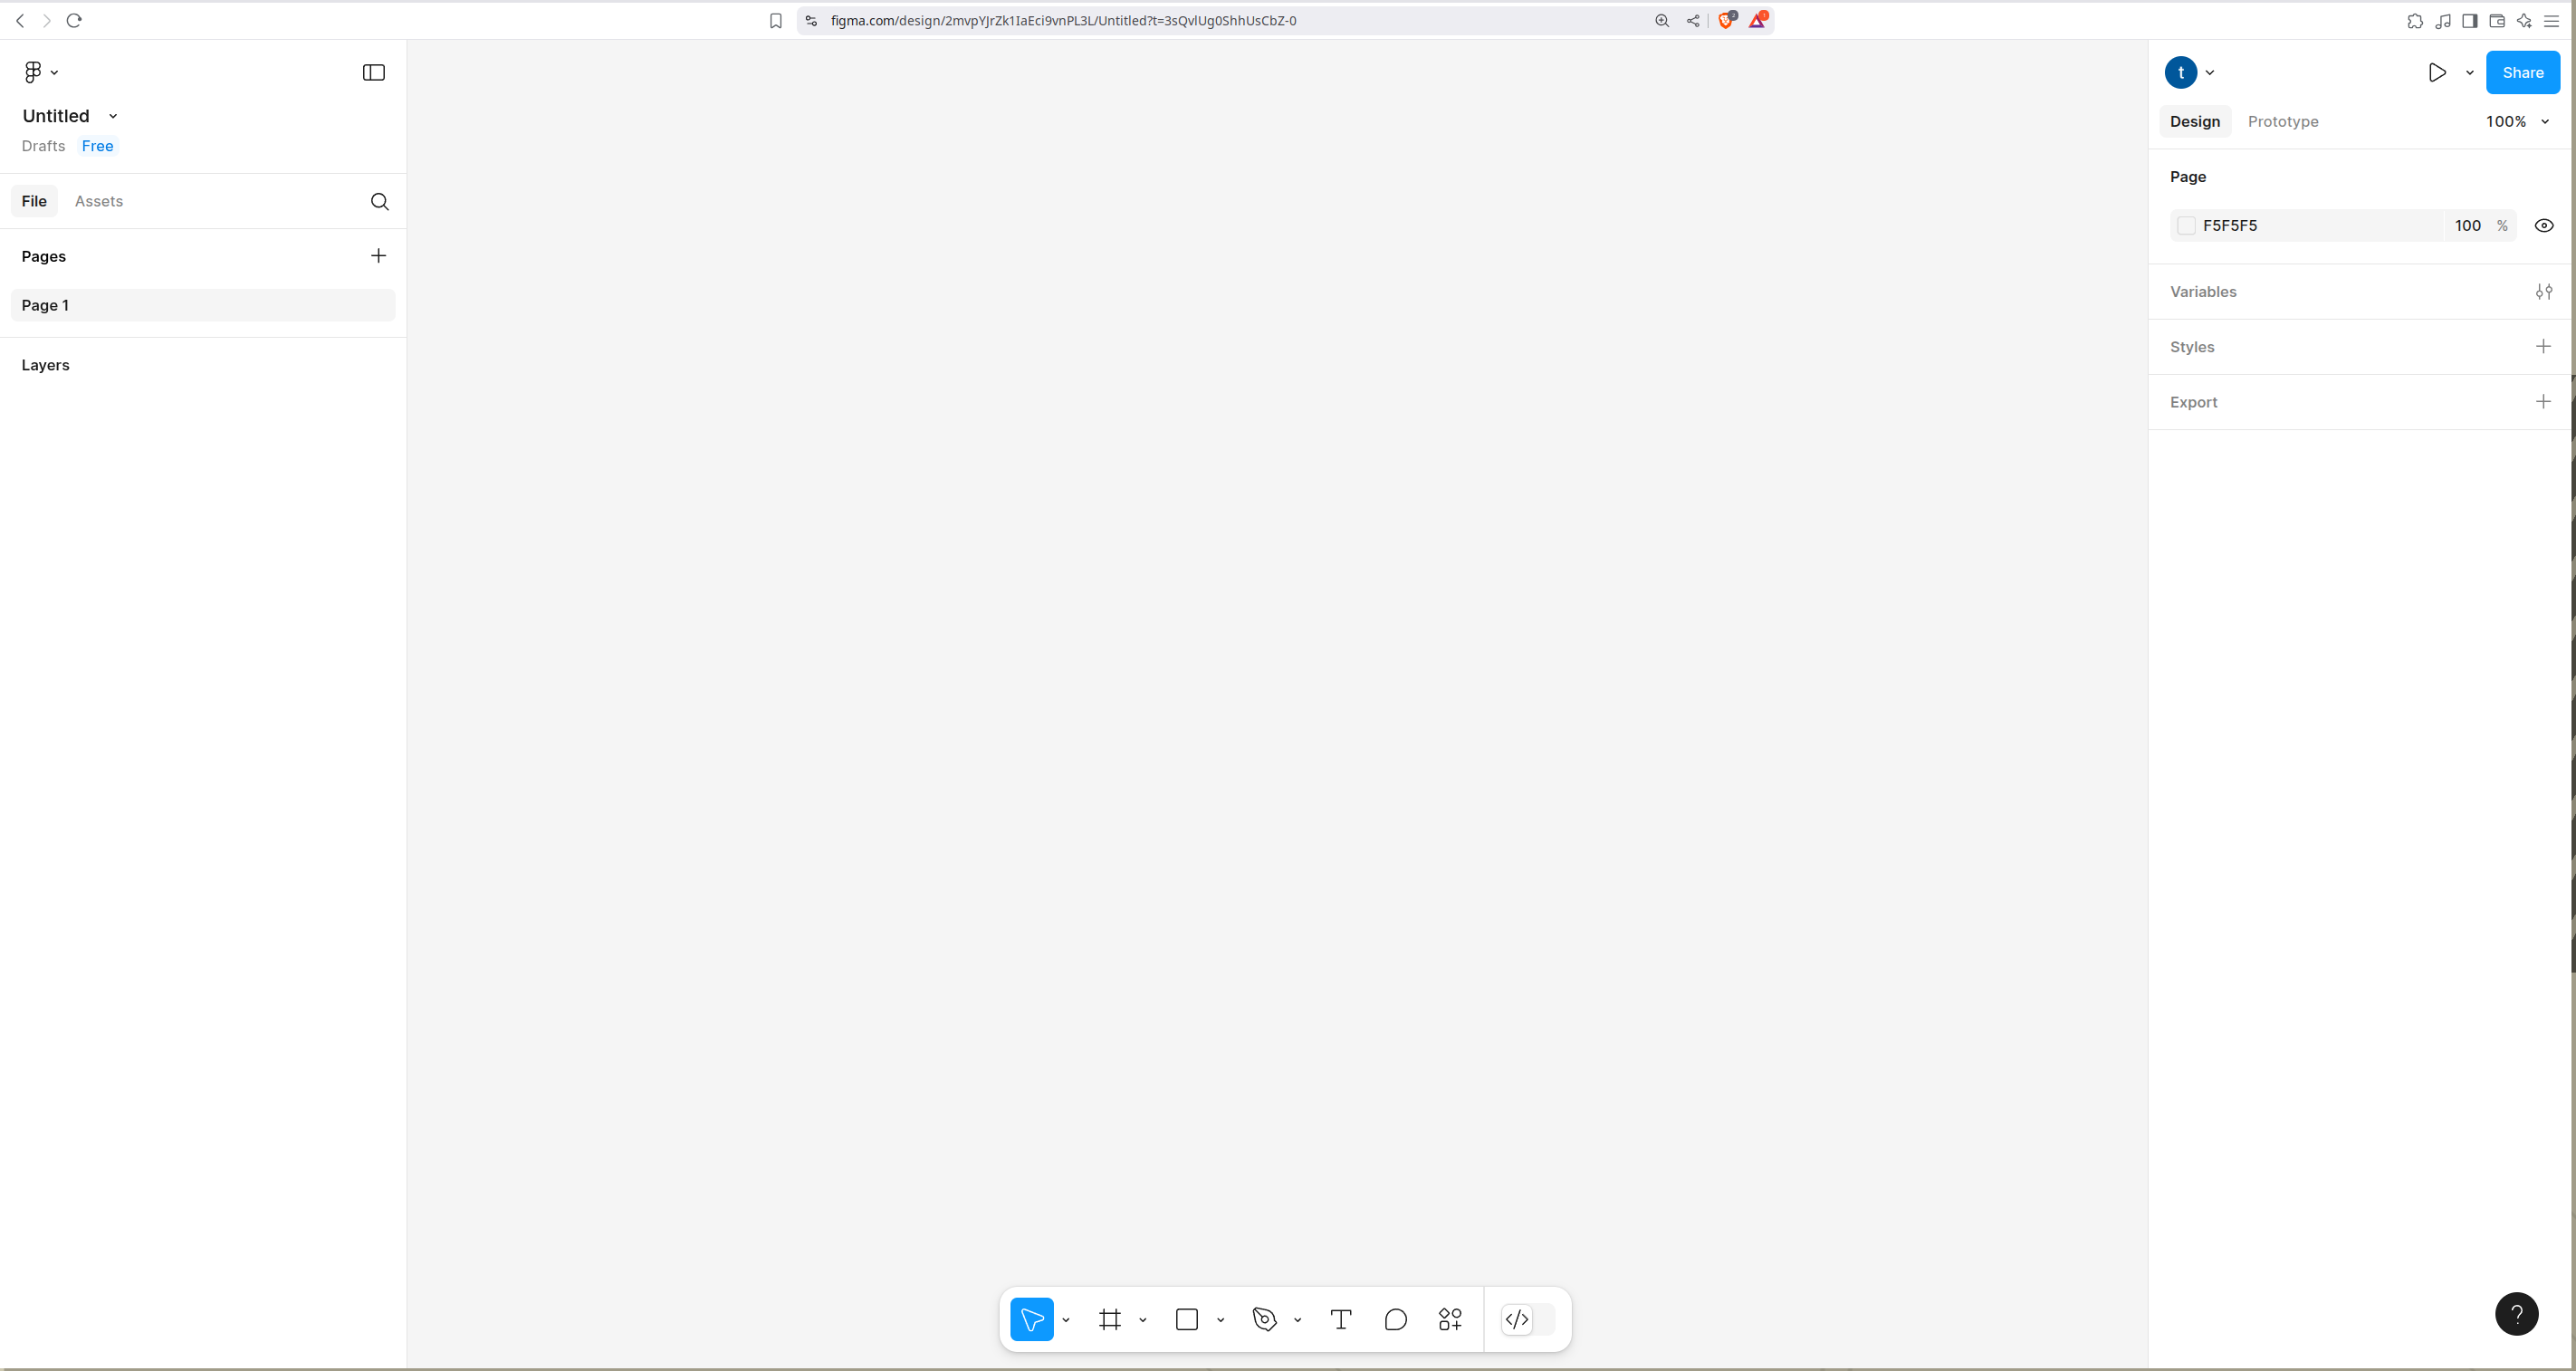 figma.com/design/2mvpYJrZk1IaEci9vnPL3L/Untitled?t=3sQvlUg0ShhUsCbZ-0
t
Share
Untitled
Drafts Free
Design Prototype 100%
File Assets
Page
F5F5F5 100 %
Pages
Page 1
Variables
Styles
Export
Layers
T
?